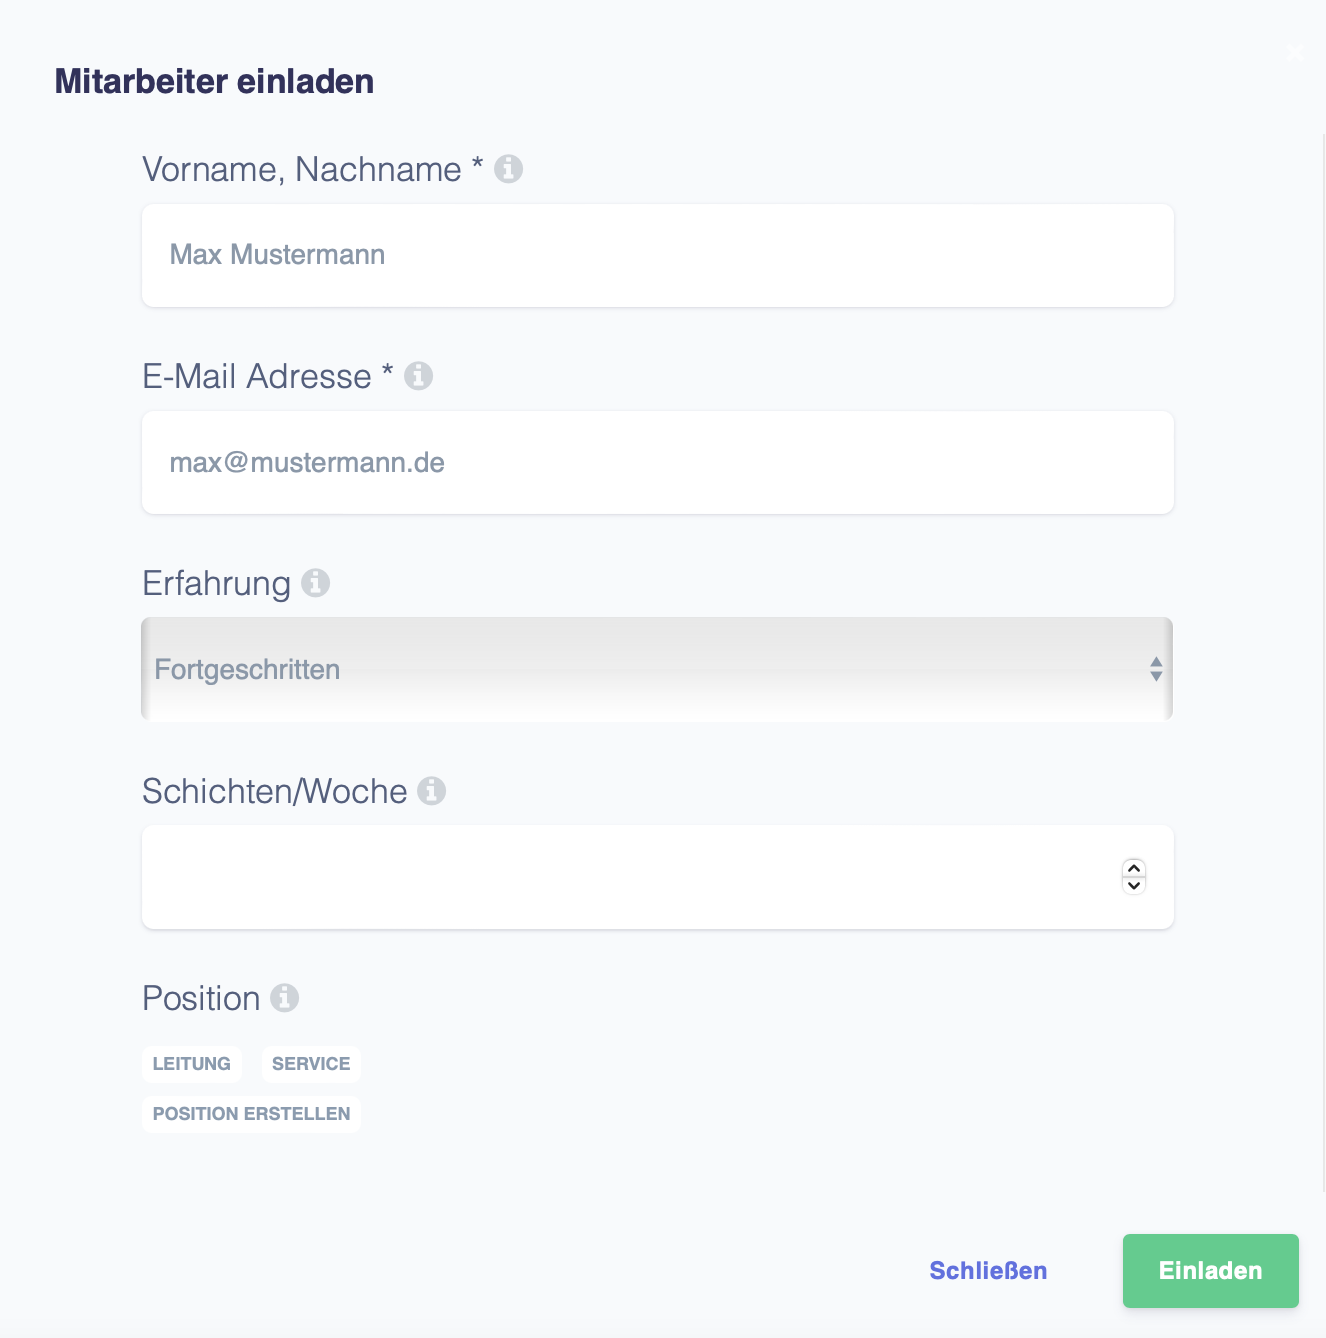 Mitarbeiter einladen
Vorname, Nachname *
Max Mustermann
E-Mail Adresse *
max@mustermann.de
Erfahrung
Fortgeschritten
Schichten/Woche
Position
LEITUNG SERVICE
POSITION ERSTELLEN
Schließen Einladen